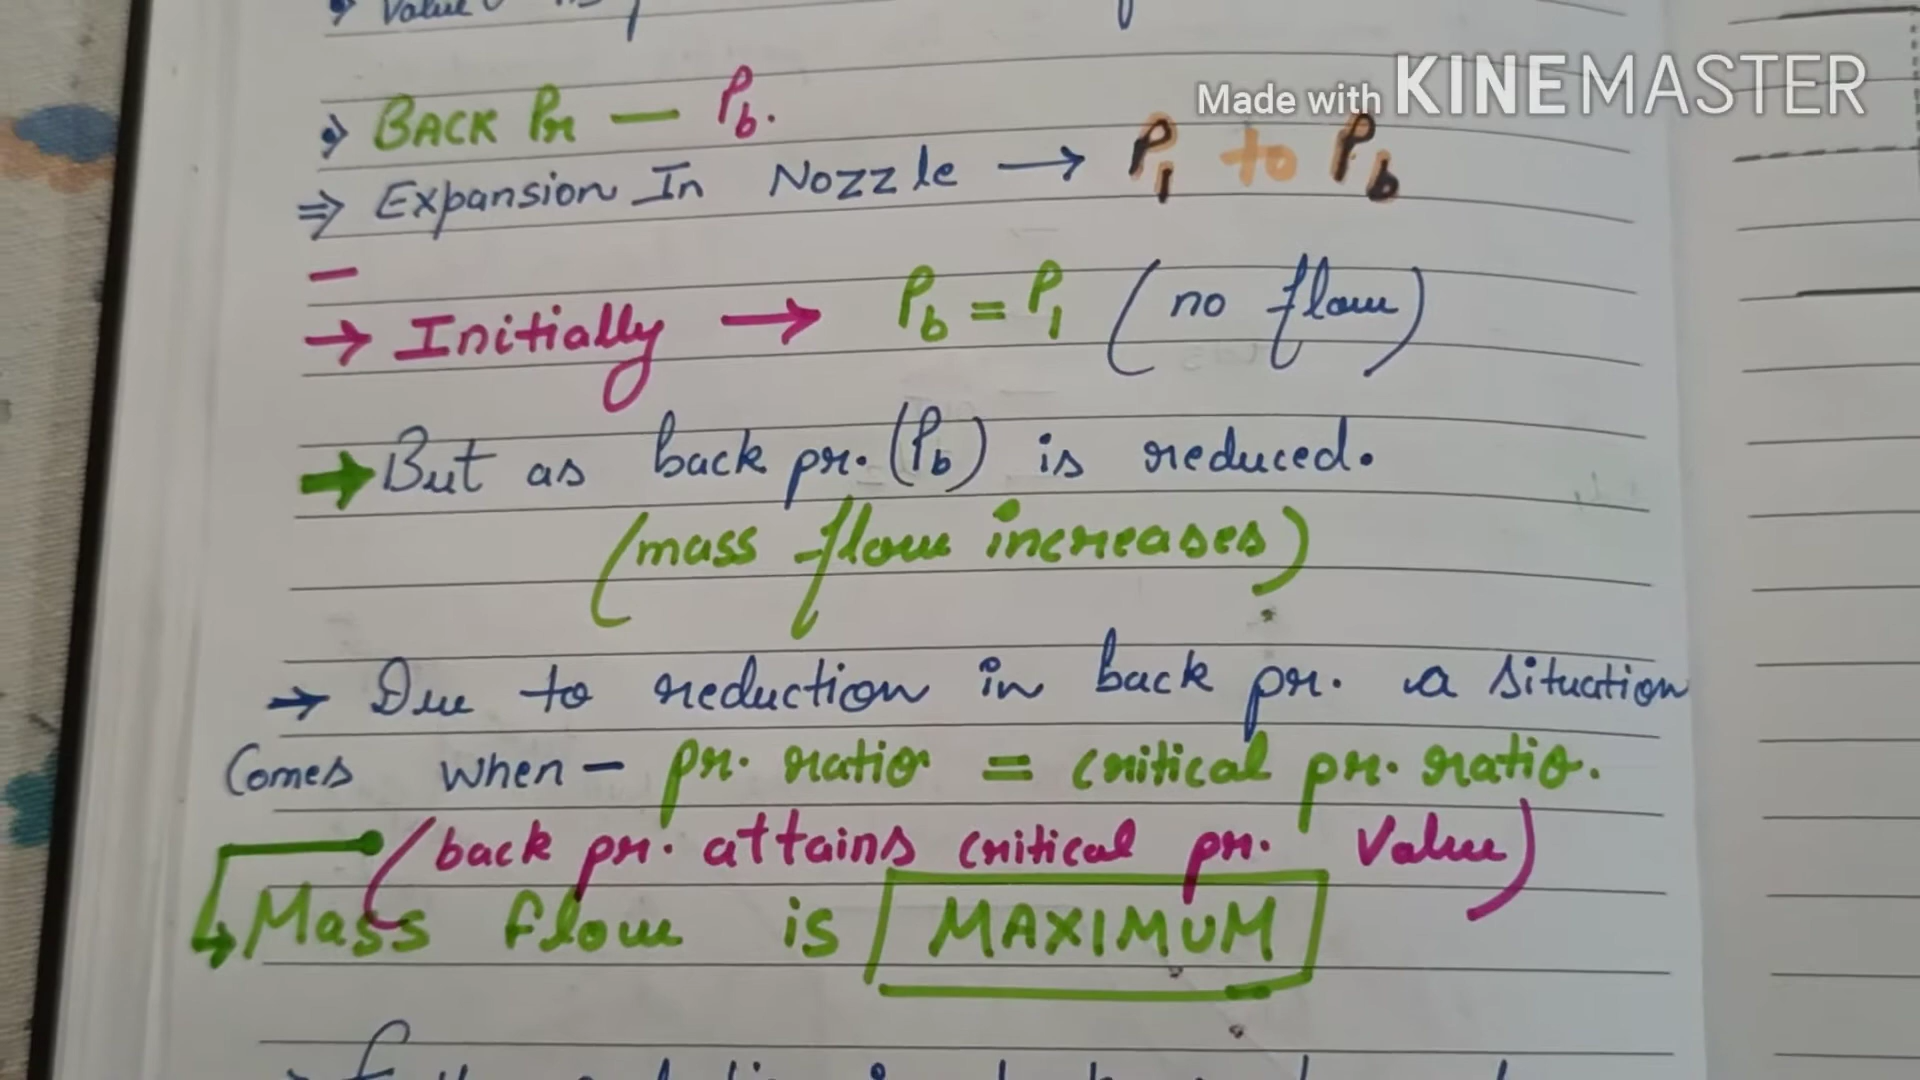 Value
Made with KINEMASTER
BACK Pr — Pb.
⇒ Expansion In Nozzle → P1 to Pb
→ Initially → Pb = P1 (no flow)
→ But as back pr. (Pb) is reduced.
(mass flow increases)
→ Due to reduction in back pr. a situation
Comes when – pr. ratio = critical pr. ratio.
(back pr. attains critical pr. value)
Mass flow is MAXIMUM